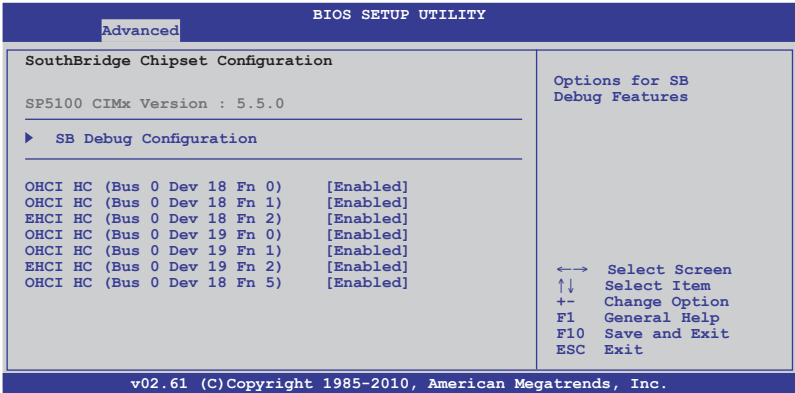 BIOS SETUP UTILITY
Advanced
SouthBridge Chipset Configuration
SP5100 CIMx Version : 5.5.0
SB Debug Configuration
OHCI HC (Bus 0 Dev 18 Fn 0) [Enabled]
OHCI HC (Bus 0 Dev 18 Fn 1) [Enabled]
EHCI HC (Bus 0 Dev 18 Fn 2) [Enabled]
OHCI HC (Bus 0 Dev 19 Fn 0) [Enabled]
OHCI HC (Bus 0 Dev 19 Fn 1) [Enabled]
EHCI HC (Bus 0 Dev 19 Fn 2) [Enabled]
OHCI HC (Bus 0 Dev 18 Fn 5) [Enabled]
Options for SB
Debug Features
←→ Select Screen
↑↓ Select Item
+- Change Option
F1 General Help
F10 Save and Exit
ESC Exit
v02.61 (C)Copyright 1985-2010, American Megatrends, Inc.